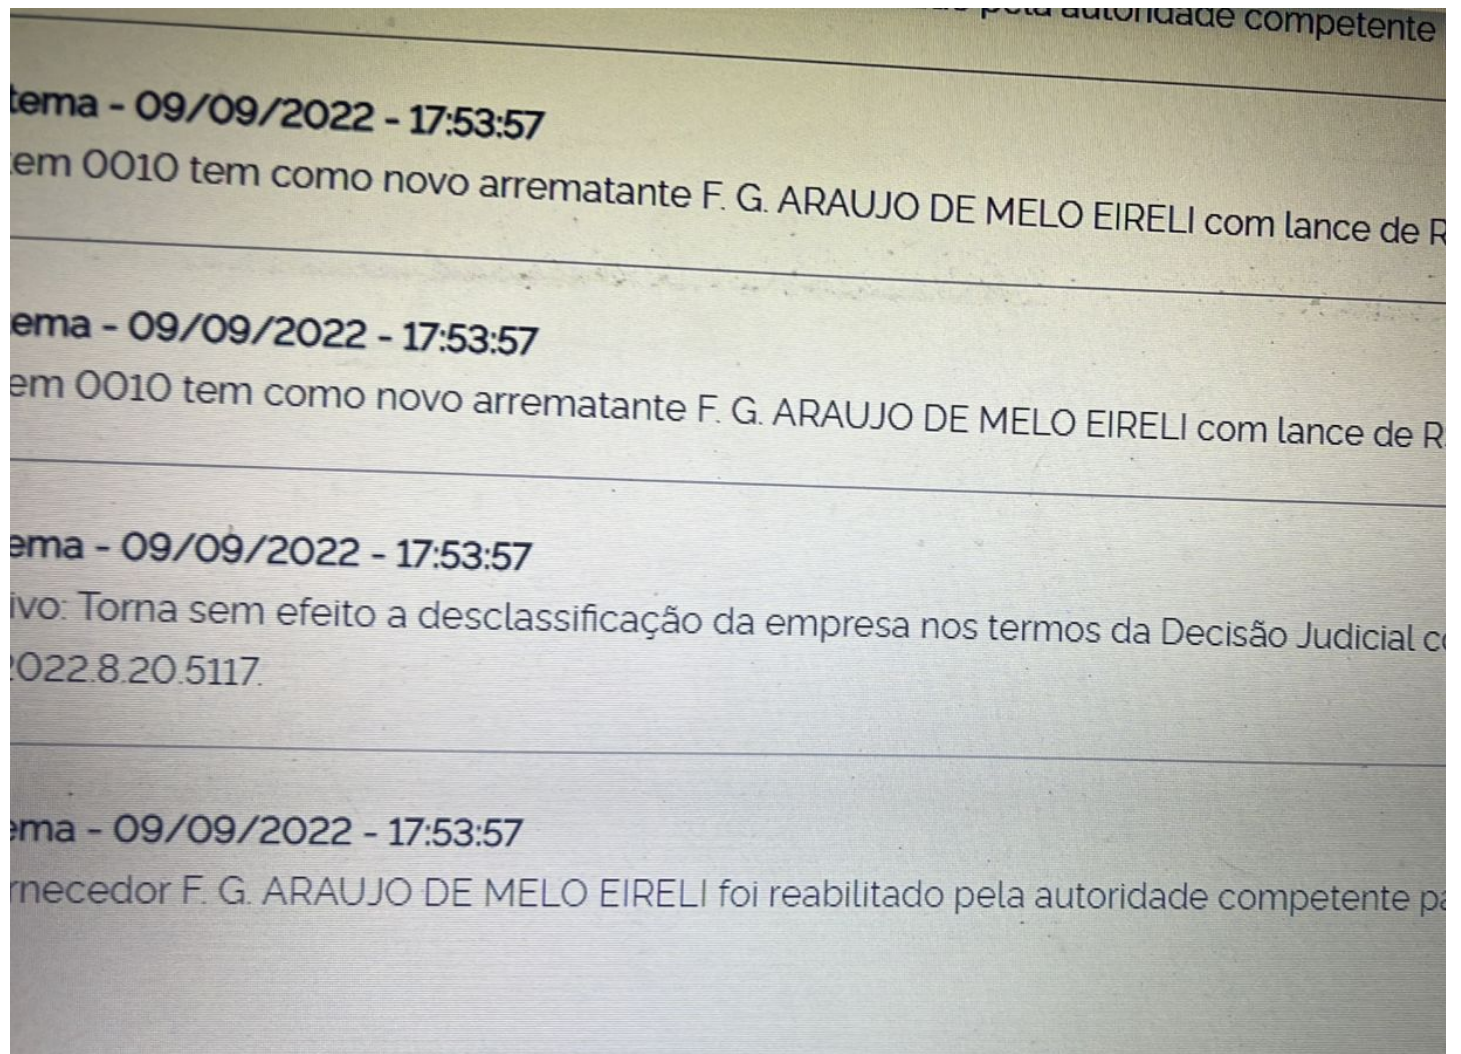 pela autoridade competente
tema - 09/09/2022 - 17:53:57
em 0010 tem como novo arrematante F. G. ARAUJO DE MELO EIRELI com lance de R
ema - 09/09/2022 - 17:53:57
em 0010 tem como novo arrematante F. G. ARAUJO DE MELO EIRELI com lance de R
ema - 09/09/2022 - 17:53:57
ivo: Torna sem efeito a desclassificação da empresa nos termos da Decisão Judicial co
2022.8.20.5117.
ema - 09/09/2022 - 17:53:57
rnecedor F. G. ARAUJO DE MELO EIRELI foi reabilitado pela autoridade competente pa